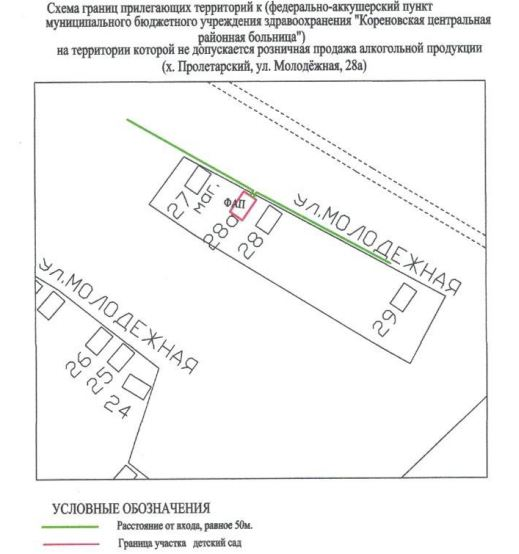 Схема границ прилегающих территорий к (федерально-аккушерский пункт
муниципального бюджетного учреждения здравоохранения "Кореновская центральная
районная больница")
на территории которой не допускается розничная продажа алкогольной продукции
(х. Пролетарский, ул. Молодёжная, 28а)
27
маг.
ФАП
28
ул.МОЛОДЕЖНАЯ
29
ул.МОЛОДЕЖНАЯ
26
25
24
УСЛОВНЫЕ ОБОЗНАЧЕНИЯ
Расстояние от входа, равное 50м.
Граница участка детский сад